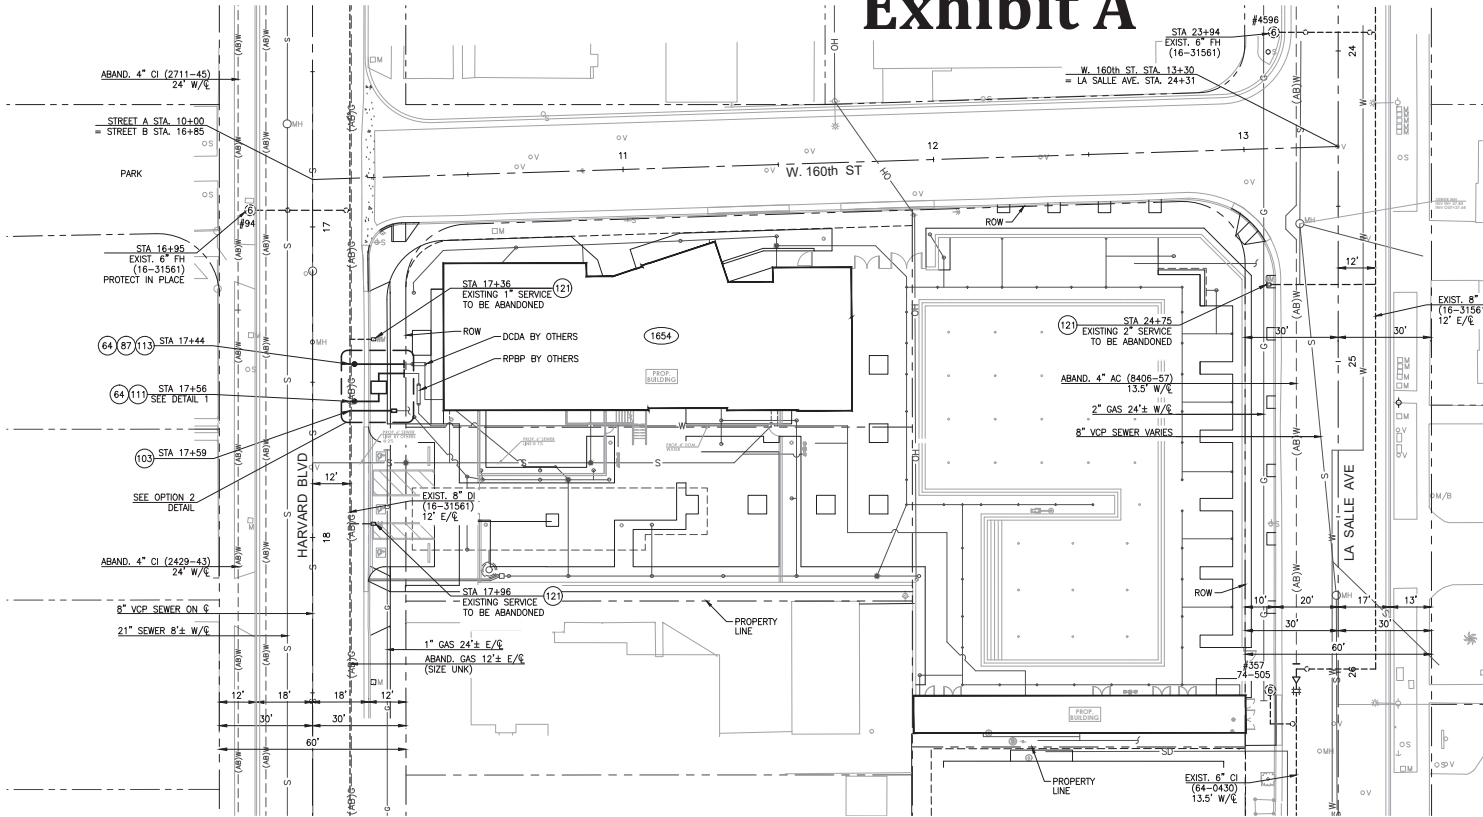 Exhibit A
#4596
STA 23+94
EXIST. 6" FH
(16-31561)
6
24
ABAND. 4" CI (2711-45)
24' W/℄
W. 160th ST. STA. 13+30
= LA SALLE AVE. STA. 24+31
STREET A STA. 10+00
= STREET B STA. 16+85
PARK
11
12
13
W. 160th ST
6
#94
17
ROW
STA 16+95
EXIST. 6" FH
(16-31561)
PROTECT IN PLACE
12'
STA 17+36
EXISTING 1" SERVICE
TO BE ABANDONED
121
EXIST. 8"
12' E/℄
ROW
1654
121
STA 24+75
EXISTING 2" SERVICE
TO BE ABANDONED
30'
30'
64 87 113 STA 17+44
DCDA BY OTHERS
RPBP BY OTHERS
25
PROP.
BUILDING
64 111 STA 17+56
SEE DETAIL 1
ABAND. 4" AC (8406-57)
13.5' W/℄
2" GAS 24'± W/℄
8" VCP SEWER VARIES
103 STA 17+59
12'
SEE OPTION 2
DETAIL
HARVARD BLVD
EXIST. 8" DI
(16-31561)
12' E/℄
18
LA SALLE AVE
ABAND. 4" CI (2429-43)
24' W/℄
STA 17+96
EXISTING SERVICE
TO BE ABANDONED
121
ROW
8" VCP SEWER ON ℄
21" SEWER 8'± W/℄
PROPERTY
LINE
10' 20' 17' 13'
30' 30'
60'
1" GAS 24'± E/℄
ABAND. GAS 12'± E/℄
(SIZE UNK)
#357
74-505
6
26
12' 18' 18' 12'
30' 30'
60'
PROP.
BUILDING
SD
PROPERTY
LINE
EXIST. 6" CI
(64-0430)
13.5' W/℄